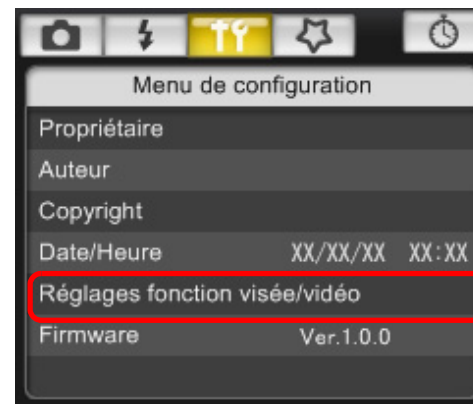 Menu de configuration
Propriétaire
Auteur
Copyright
Date/Heure XX/XX/XX XX:XX
Réglages fonction visée/vidéo
Firmware Ver.1.0.0